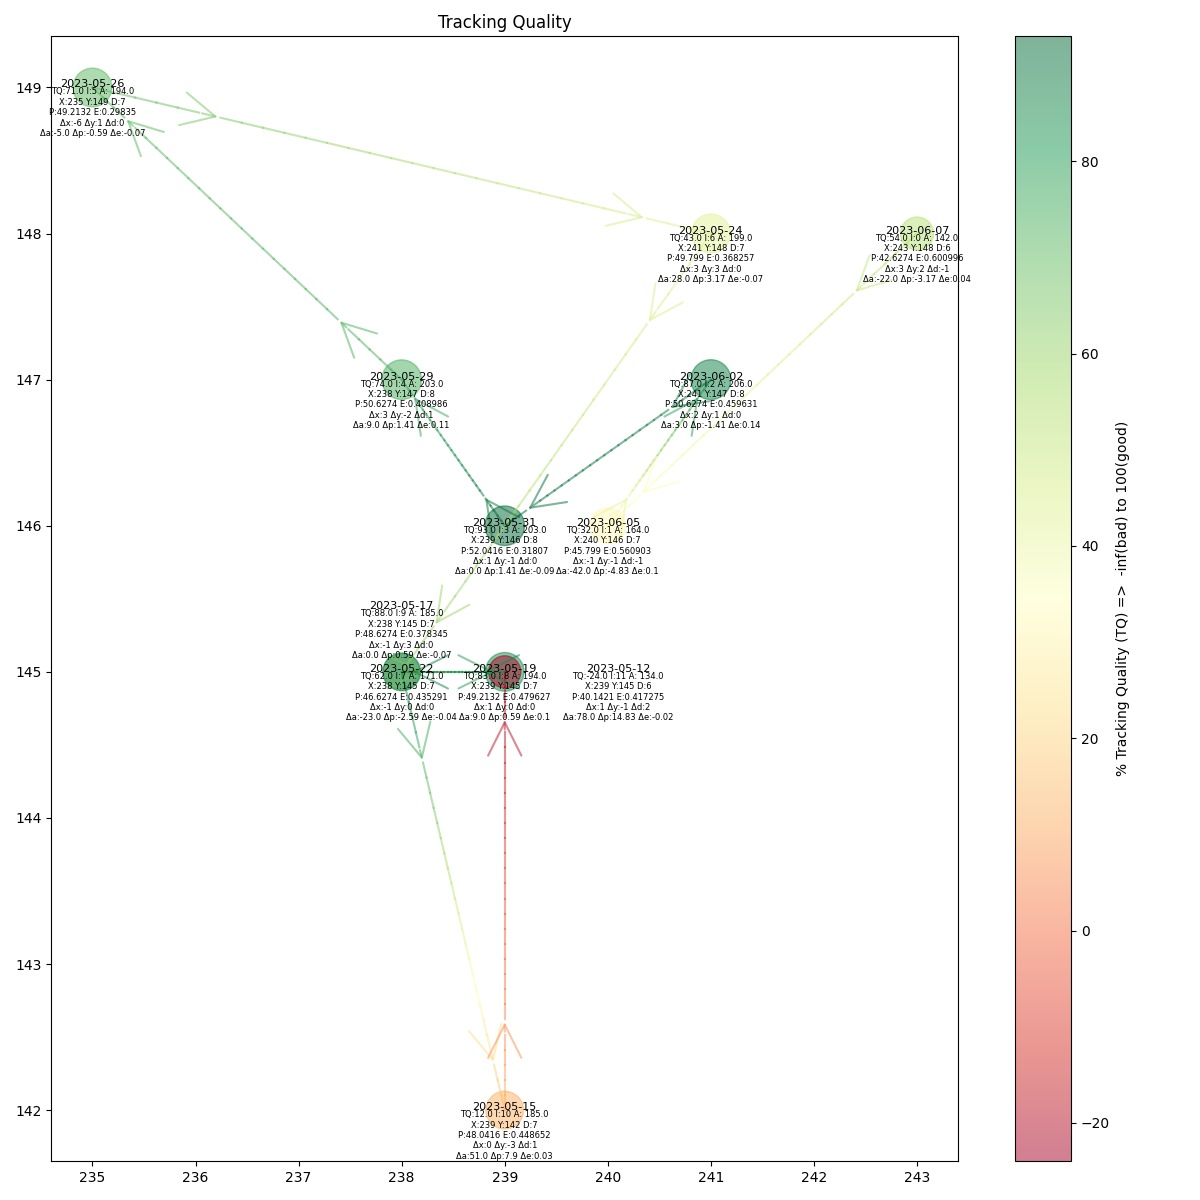 Tracking Quality
2023-05-26
TQ:71.0 I:5 A: 194.0
X:235 Y:149 D:7
P:49.2132 E:0.29835
Δx:-6 Δy:1 Δd:0
Δa:-5.0 Δp:-0.59 Δe:-0.07
2023-05-24
TQ:43.0 I:6 A: 199.0
X:241 Y:148 D:7
P:49.799 E:0.368257
Δx:3 Δy:3 Δd:0
Δa:28.0 Δp:3.17 Δe:-0.07
2023-06-07
TQ:54.0 I:0 A: 142.0
X:243 Y:148 D:6
P:42.6274 E:0.600996
Δx:3 Δy:2 Δd:-1
Δa:-22.0 Δp:-3.17 Δe:0.04
2023-05-29
TQ:74.0 I:4 A: 203.0
X:238 Y:147 D:8
P:50.6274 E:0.408986
Δx:3 Δy:-2 Δd:1
Δa:9.0 Δp:1.41 Δe:0.11
2023-06-02
TQ:87.0 I:2 A: 206.0
X:241 Y:147 D:8
P:50.6274 E:0.459631
Δx:2 Δy:1 Δd:0
Δa:3.0 Δp:-1.41 Δe:0.14
2023-05-31
TQ:93.0 I:3 A: 203.0
X:239 Y:146 D:8
P:52.0416 E:0.31807
Δx:1 Δy:-1 Δd:0
Δa:0.0 Δp:1.41 Δe:-0.09
2023-06-05
TQ:32.0 I:1 A: 164.0
X:240 Y:146 D:7
P:45.799 E:0.560903
Δx:-1 Δy:-1 Δd:-1
Δa:-42.0 Δp:-4.83 Δe:0.1
2023-05-17
TQ:88.0 I:9 A: 185.0
X:238 Y:145 D:7
P:48.6274 E:0.378345
Δx:-1 Δy:3 Δd:0
Δa:0.0 Δp:0.59 Δe:-0.07
2023-05-22
TQ:62.0 I:7 A: 171.0
X:238 Y:145 D:7
P:46.6274 E:0.435291
Δx:-1 Δy:0 Δd:0
Δa:-23.0 Δp:-2.59 Δe:-0.04
2023-05-19
TQ:83.0 I:8 A: 194.0
X:239 Y:145 D:7
P:49.2132 E:0.479627
Δx:1 Δy:0 Δd:0
Δa:9.0 Δp:0.59 Δe:0.1
2023-05-12
TQ:-24.0 I:11 A: 134.0
X:239 Y:145 D:6
P:40.1421 E:0.417275
Δx:1 Δy:-1 Δd:2
Δa:78.0 Δp:14.83 Δe:-0.02
2023-05-15
TQ:12.0 I:10 A: 185.0
X:239 Y:142 D:7
P:48.0416 E:0.448652
Δx:0 Δy:-3 Δd:1
Δa:51.0 Δp:7.9 Δe:0.03
149
148
147
146
145
144
143
142
235 236 237 238 239 240 241 242 243
80
60
40
20
0
−20
% Tracking Quality (TQ) => -inf(bad) to 100(good)